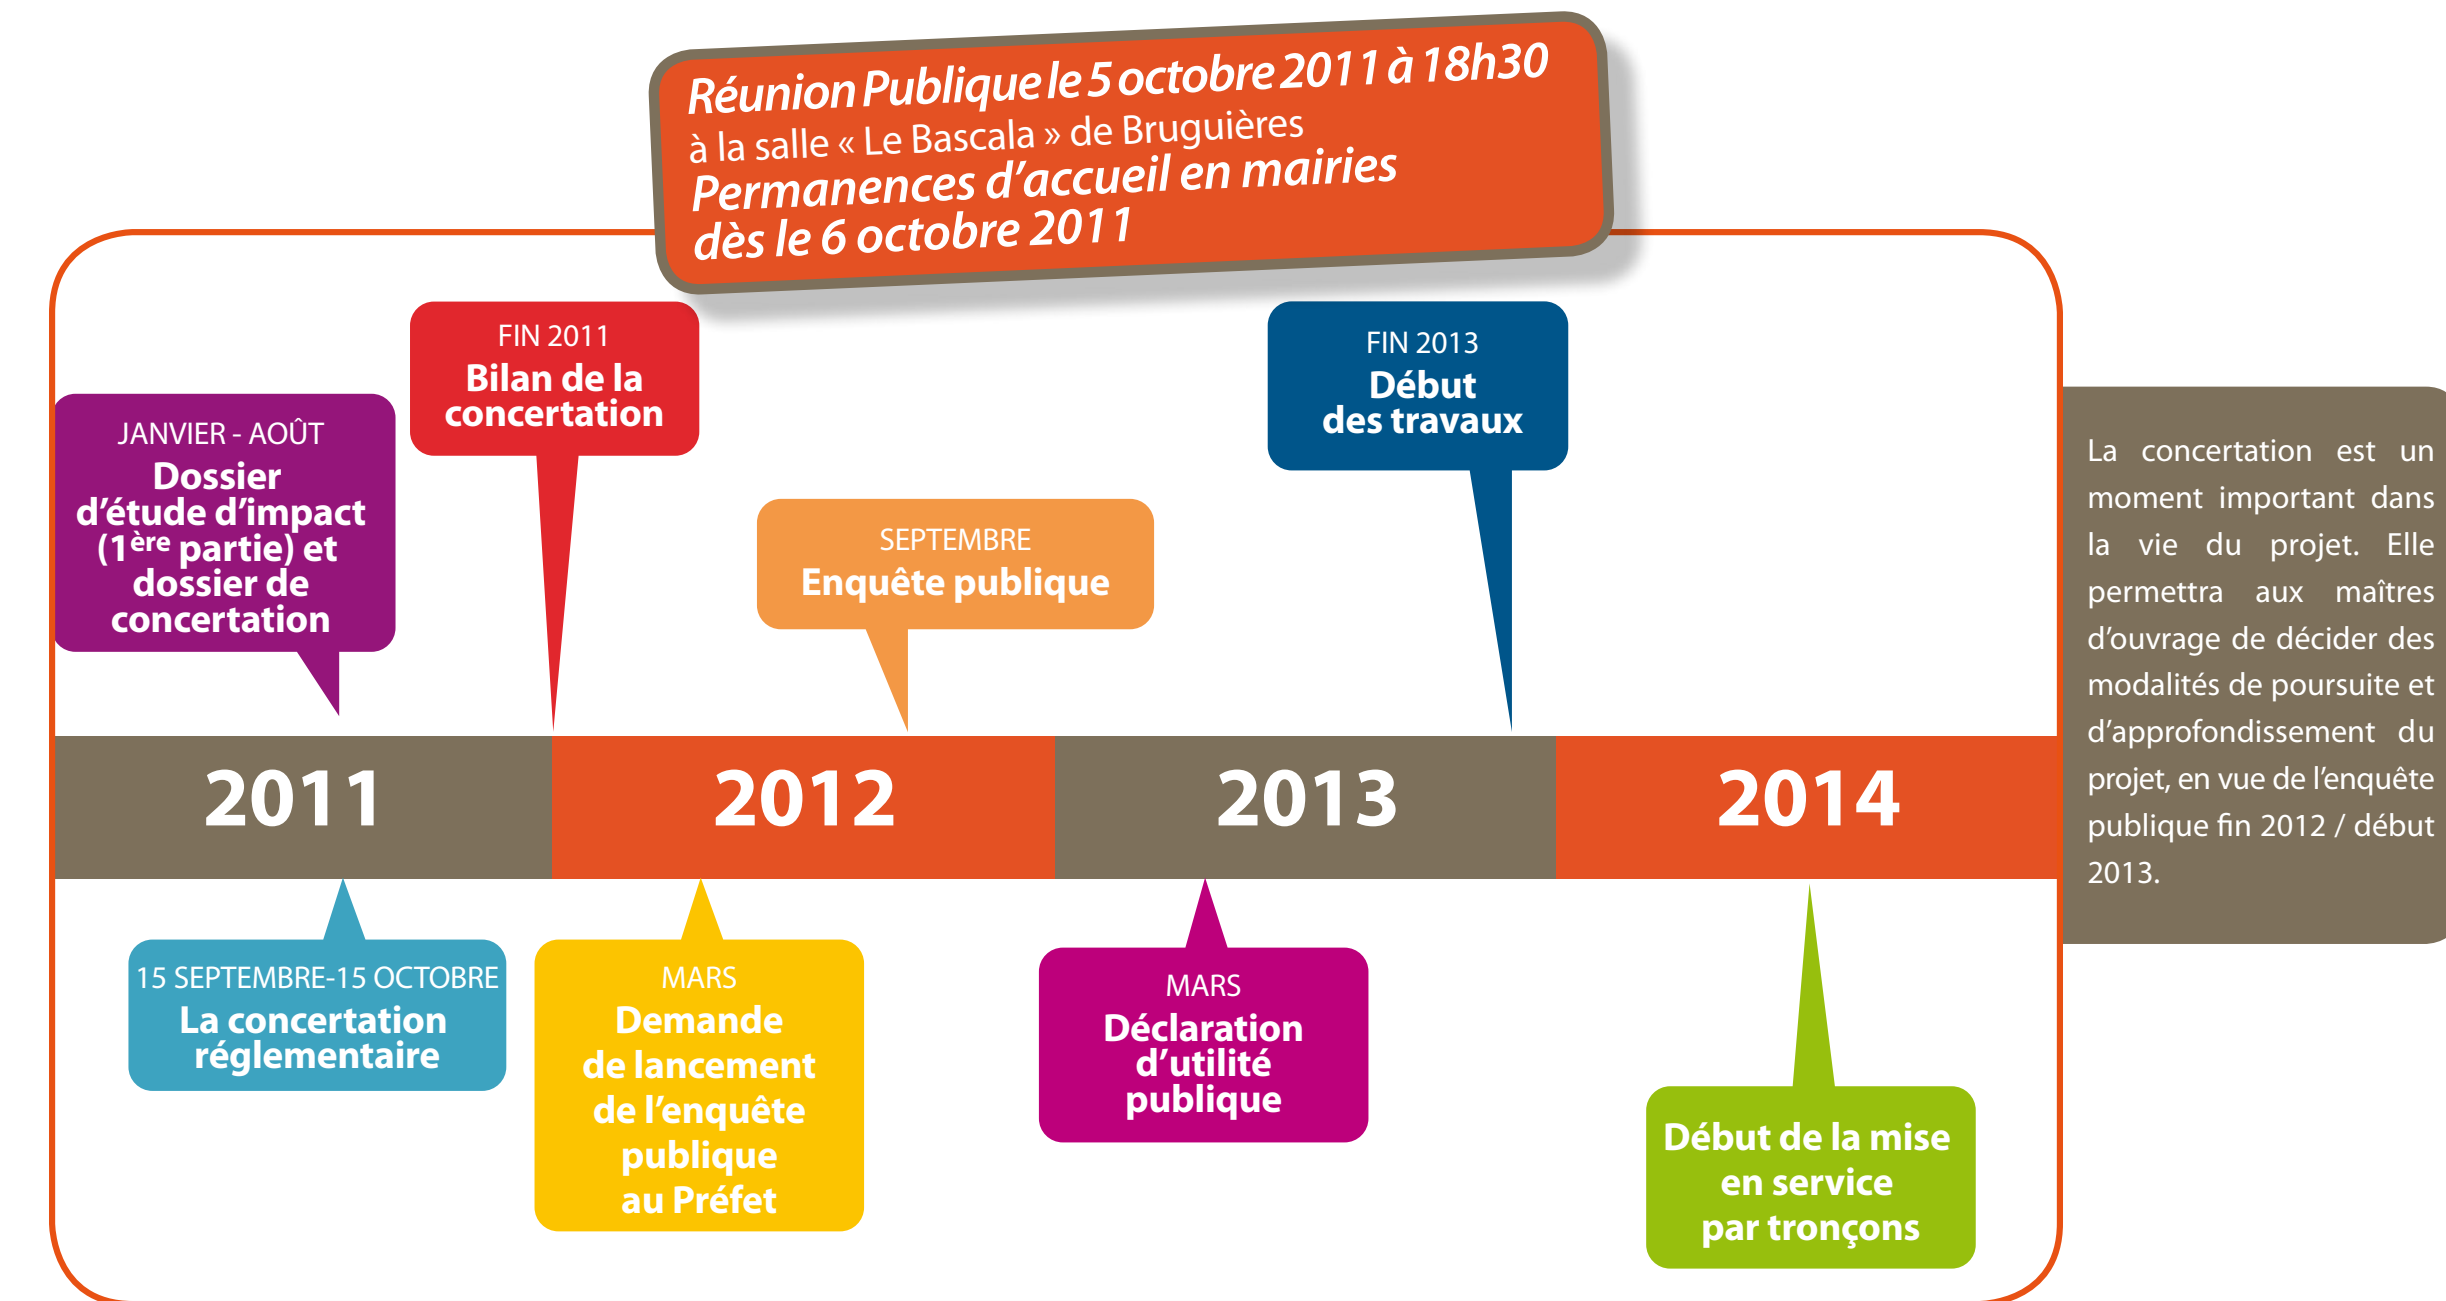 Réunion Publique le 5 octobre 2011 à 18h30
à la salle « Le Bascala » de Bruguières
Permanences d’accueil en mairies
dès le 6 octobre 2011
JANVIER - AOÛT
Dossier
d’étude d’impact
(1ère partie) et
dossier de
concertation
FIN 2011
Bilan de la
concertation
SEPTEMBRE
Enquête publique
FIN 2013
Début
des travaux
2011
2012
2013
2014
15 SEPTEMBRE-15 OCTOBRE
La concertation
réglementaire
MARS
Demande
de lancement
de l’enquête
publique
au Préfet
MARS
Déclaration
d’utilité
publique
Début de la mise
en service
par tronçons
La concertation est un
moment important dans
la vie du projet. Elle
permettra aux maîtres
d’ouvrage de décider des
modalités de poursuite et
d’approfondissement du
projet, en vue de l’enquête
publique fin 2012 / début
2013.